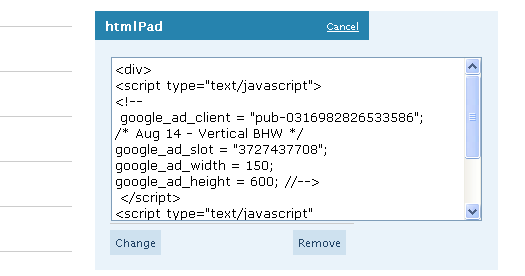 htmlPad Cancel
<div>
<script type="text/javascript">
<!--
google_ad_client = "pub-0316982826533586";
/* Aug 14 - Vertical BHW */
google_ad_slot = "3727437708";
google_ad_width = 150;
google_ad_height = 600; //-->
</script>
<script type="text/javascript"
Change Remove